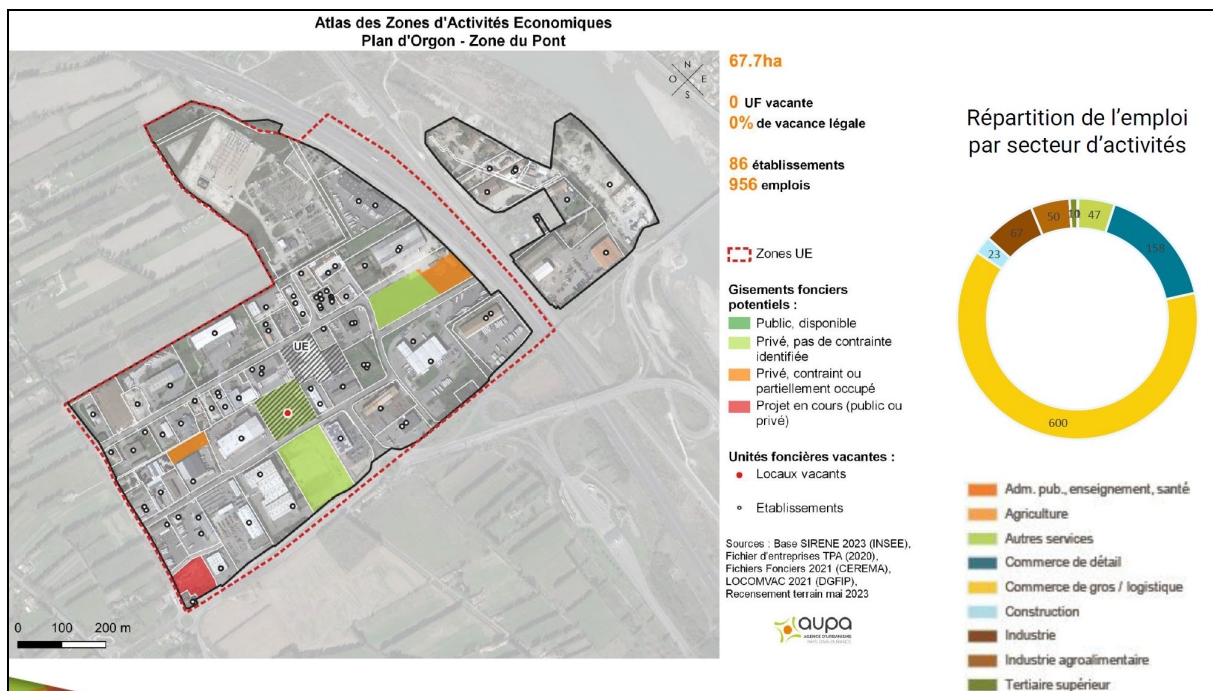 Atlas des Zones d'Activités Economiques
Plan d'Orgon - Zone du Pont
N
O E
S
UE
0 100 200 m
67.7ha
0 UF vacante
0% de vacance légale
86 établissements
956 emplois
Zones UE
Gisements fonciers
potentiels :
Public, disponible
Privé, pas de contrainte
identifiée
Privé, contraint ou
partiellement occupé
Projet en cours (public ou
privé)
Unités foncières vacantes :
Locaux vacants
Etablissements
Sources : Base SIRENE 2023 (INSEE),
Fichier d'entreprises TPA (2020),
Fichiers Fonciers 2021 (CEREMA),
LOCOMVAC 2021 (DGFIP),
Recensement terrain mai 2023
aupa
AGENCE D'URBANISME
Répartition de l'emploi
par secteur d'activités
10
47
158
600
23
67
50
Adm. pub., enseignement, santé
Agriculture
Autres services
Commerce de détail
Commerce de gros / logistique
Construction
Industrie
Industrie agroalimentaire
Tertiaire supérieur